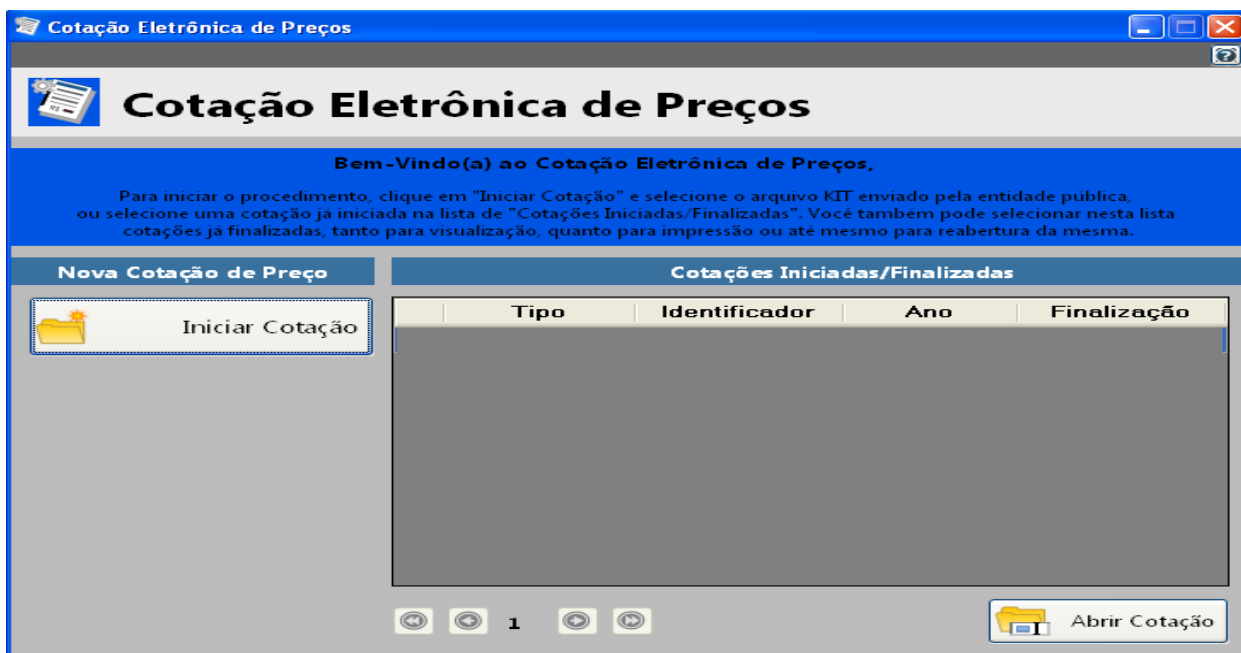 Cotação Eletrônica de Preços
Cotação Eletrônica de Preços
Bem-Vindo(a) ao Cotação Eletrônica de Preços,
Para iniciar o procedimento, clique em "Iniciar Cotação" e selecione o arquivo KIT enviado pela entidade pública,
ou selecione uma cotação já iniciada na lista de "Cotações Iniciadas/Finalizadas". Você também pode selecionar nesta lista
cotações já finalizadas, tanto para visualização, quanto para impressão ou até mesmo para reabertura da mesma.
Nova Cotação de Preço
Cotações Iniciadas/Finalizadas
Iniciar Cotação
Tipo Identificador Ano Finalização
1
Abrir Cotação